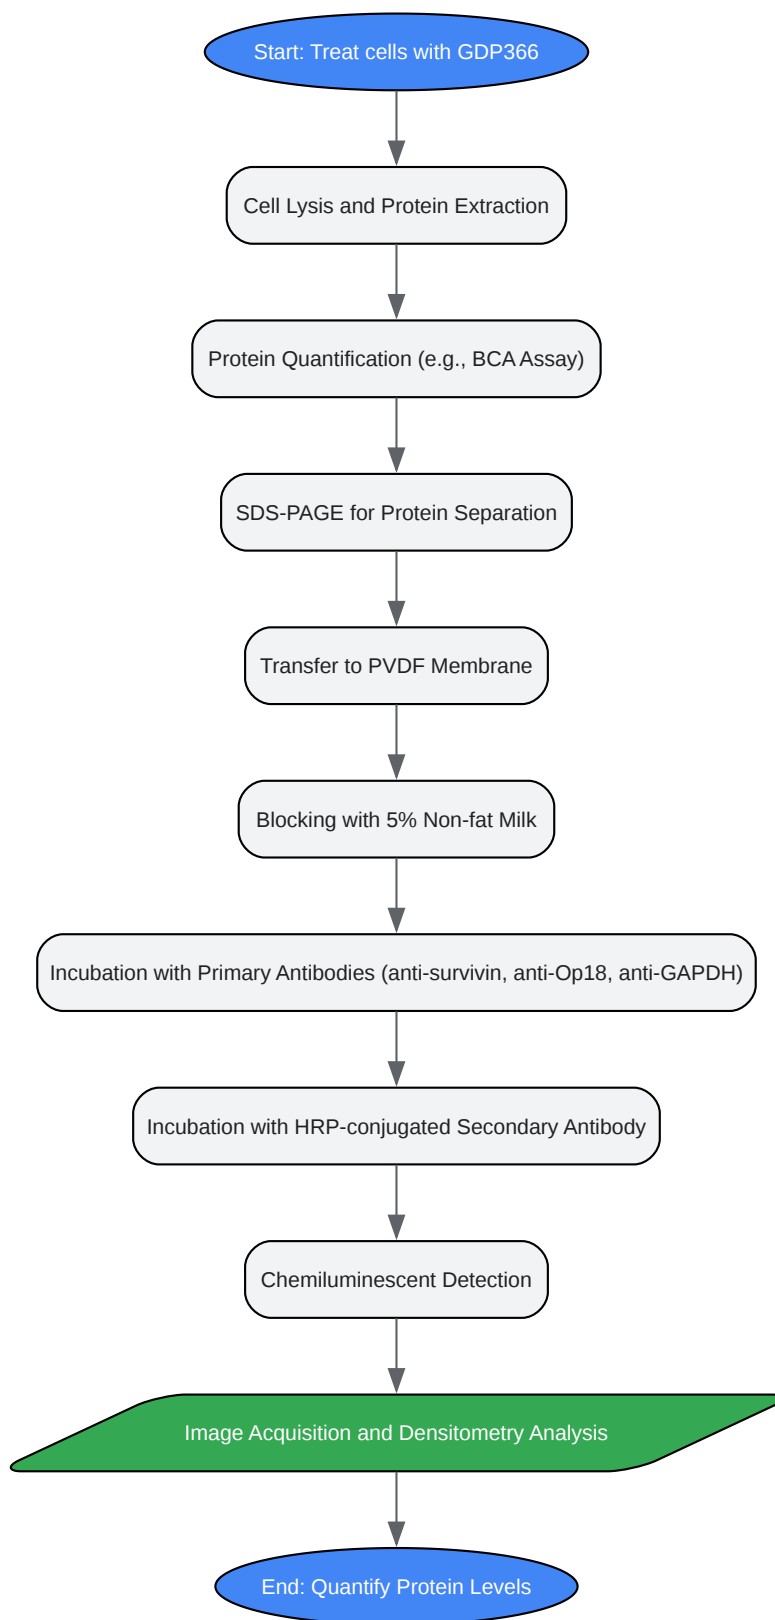 Start: Treat cells with GDP366
Cell Lysis and Protein Extraction
Protein Quantification (e.g., BCA Assay)
SDS-PAGE for Protein Separation
Transfer to PVDF Membrane
Blocking with 5% Non-fat Milk
Incubation with Primary Antibodies (anti-survivin, anti-Op18, anti-GAPDH)
Incubation with HRP-conjugated Secondary Antibody
Chemiluminescent Detection
Image Acquisition and Densitometry Analysis
End: Quantify Protein Levels